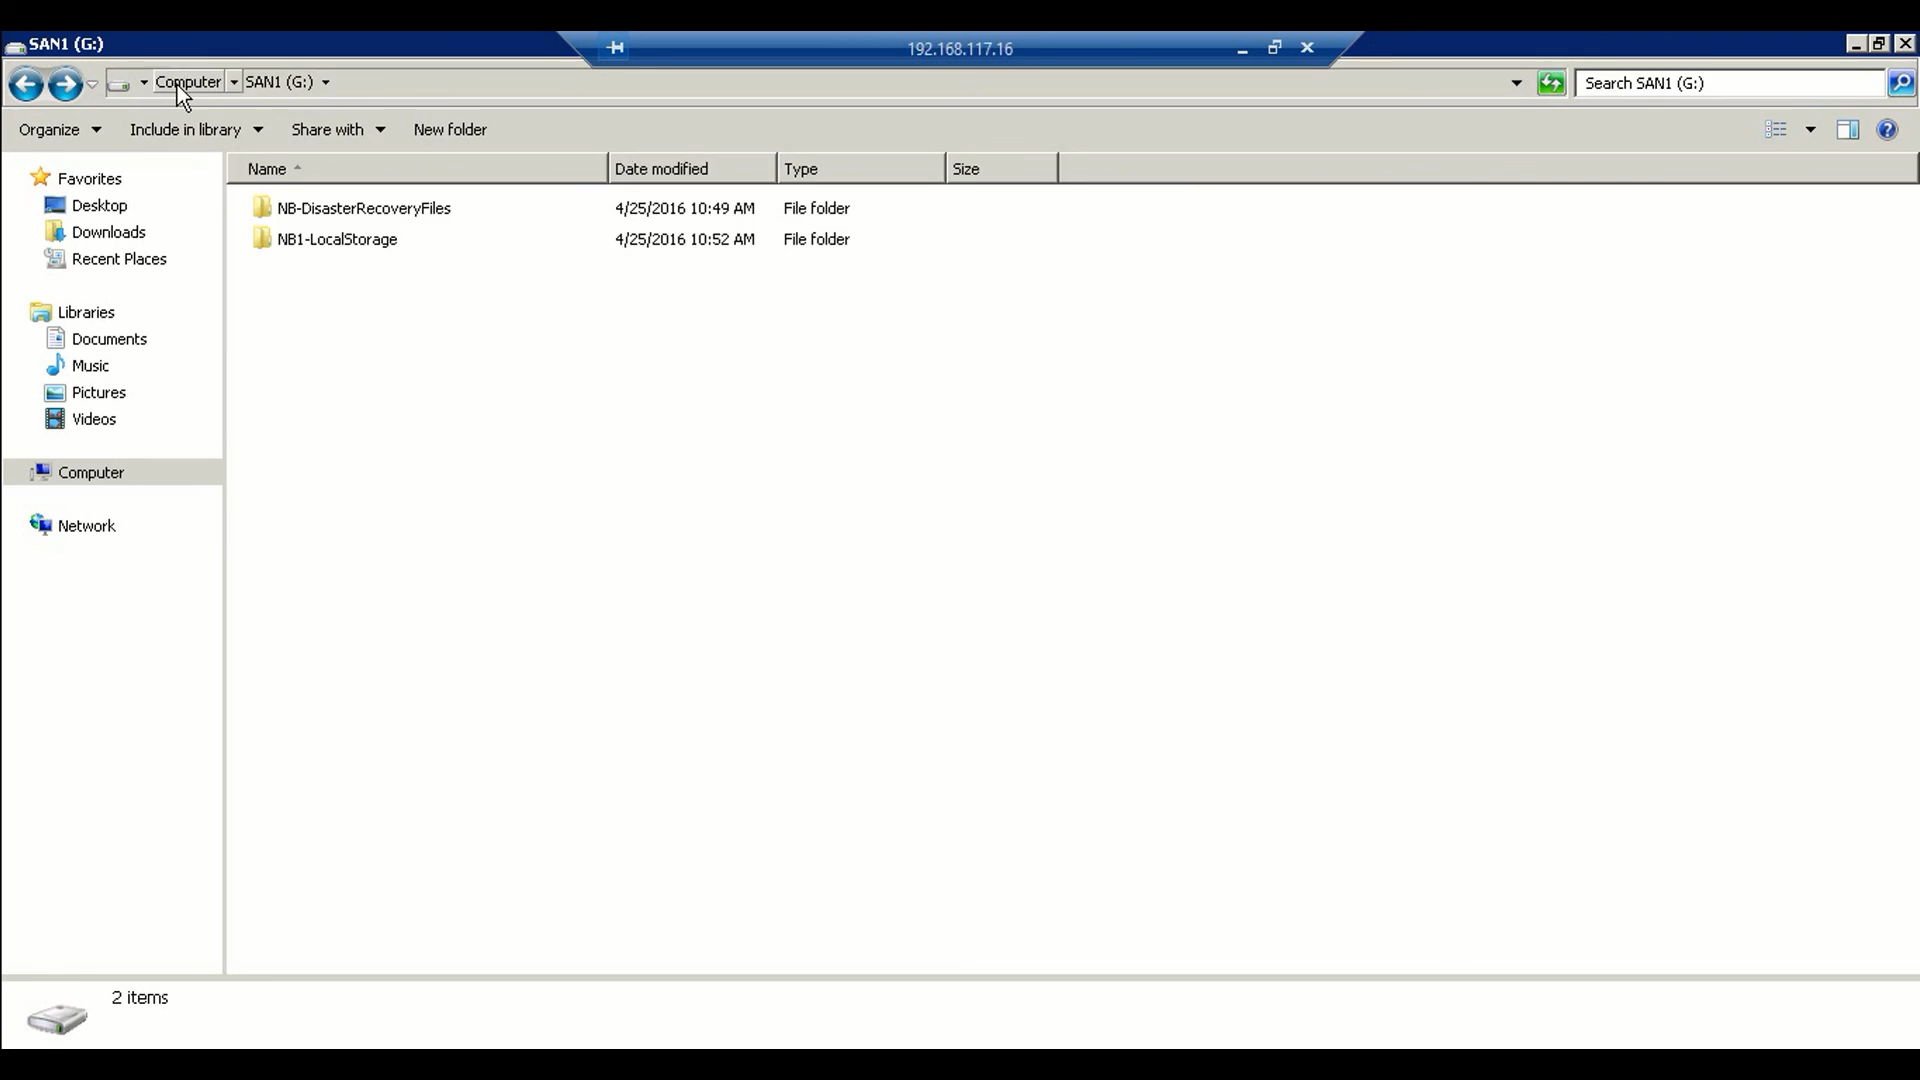 SAN1 (G:)
192.168.117.16
Computer SAN1 (G:)
Search SAN1 (G:)
Organize Include in library Share with New folder
Name Date modified Type Size
Favorites
Desktop
Downloads
Recent Places
Libraries
Documents
Music
Pictures
Videos
Computer
Network
NB-DisasterRecoveryFiles 4/25/2016 10:49 AM File folder
NB1-LocalStorage 4/25/2016 10:52 AM File folder
2 items